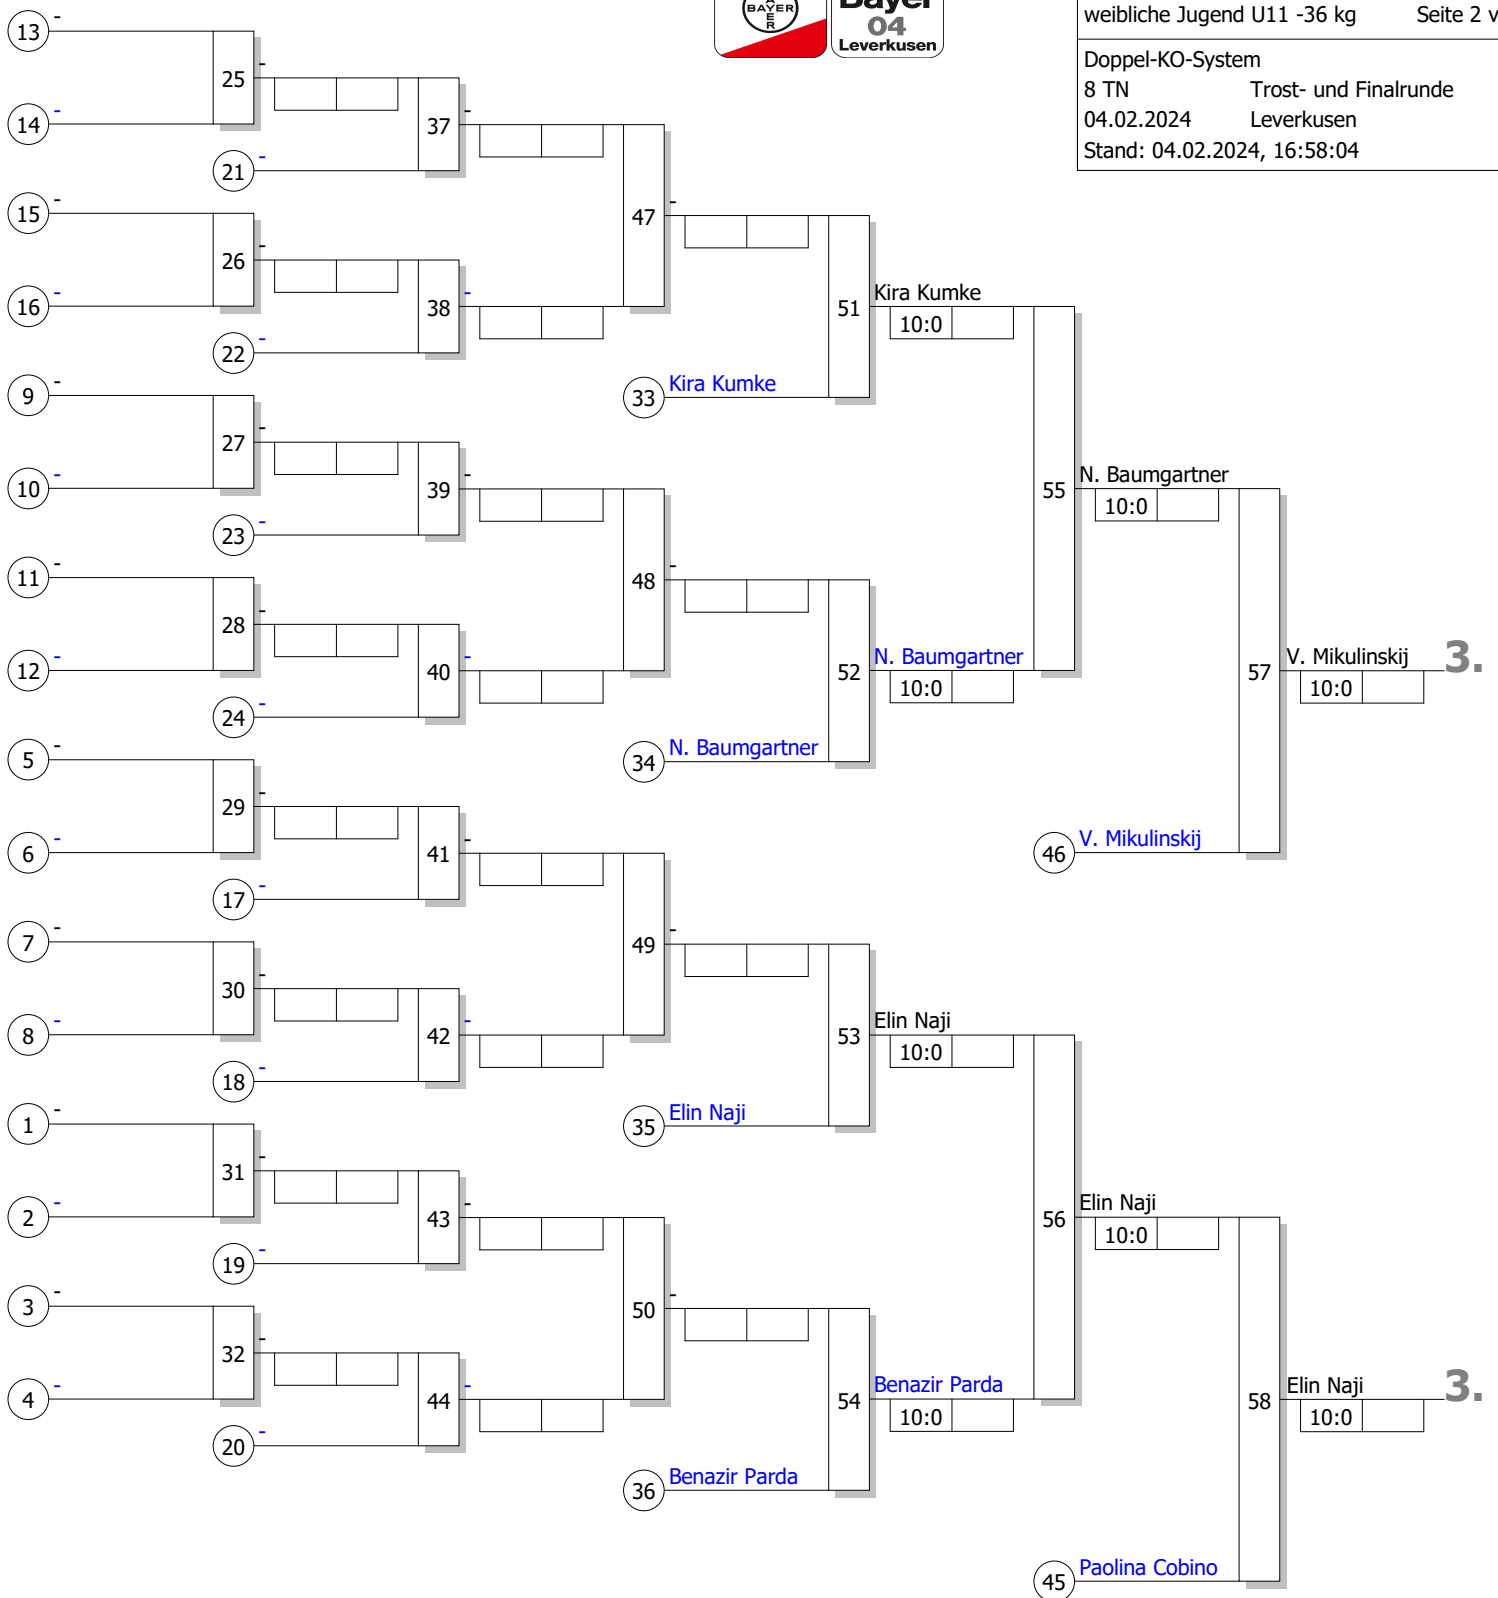 BAYER
BAYER
Bayer
04
Leverkusen
weibliche Jugend U11 -36 kg Seite 2 v
Doppel-KO-System
8 TN Trost- und Finalrunde
04.02.2024 Leverkusen
Stand: 04.02.2024, 16:58:04
13 -
25 -
14 -
37 -
21 -
15 -
47 -
26 -
16 -
38 -
51 Kira Kumke
10:0
22 -
9 -
33 Kira Kumke
27 -
10 -
39 -
55 N. Baumgartner
10:0
23 -
11 -
48 -
28 -
12 -
40 -
52 N. Baumgartner
10:0
57 V. Mikulinskij 3.
10:0
24 -
5 -
34 N. Baumgartner
29 -
6 -
41 -
46 V. Mikulinskij
17 -
7 -
49 -
30 -
8 -
42 -
53 Elin Naji
10:0
18 -
1 -
35 Elin Naji
31 -
2 -
43 -
56 Elin Naji
10:0
19 -
3 -
50 -
32 -
4 -
44 -
54 Benazir Parda
10:0
58 Elin Naji 3.
10:0
20 -
36 Benazir Parda
45 Paolina Cobino